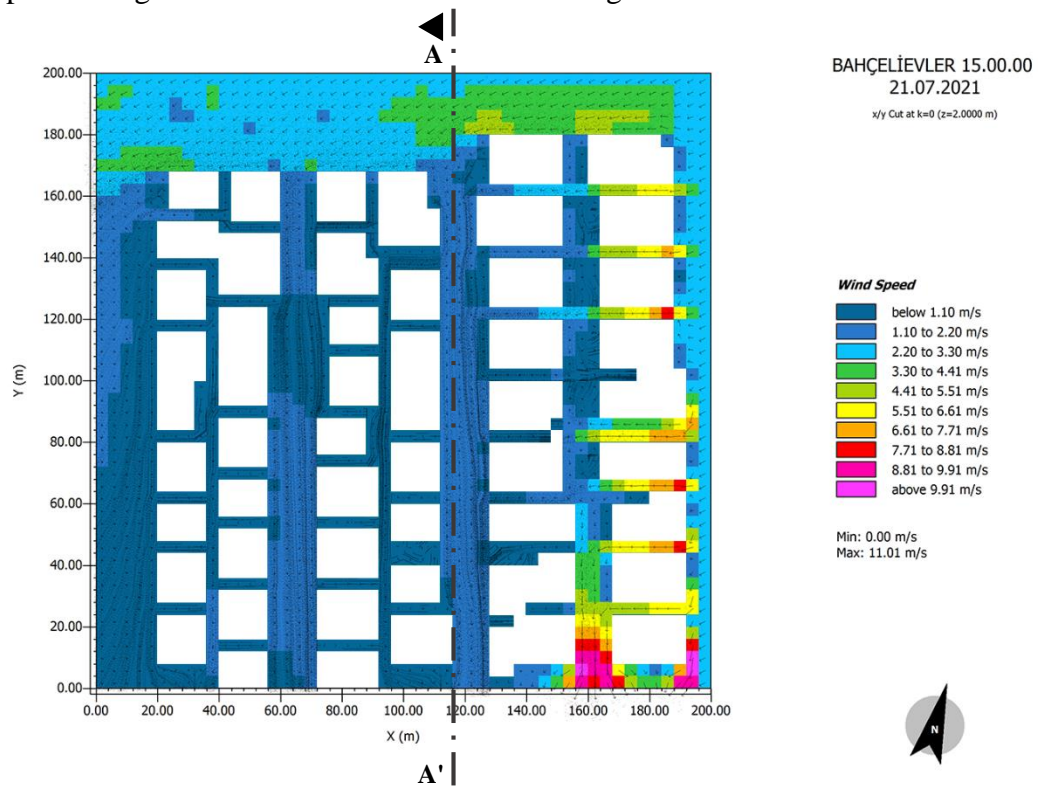 A
BAHÇELİEVLER 15.00.00
21.07.2021
x/y Cut at k=0 (z=2.0000 m)
200.00
180.00
160.00
140.00
120.00
100.00
80.00
60.00
40.00
20.00
0.00
Y (m)
0.00 20.00 40.00 60.00 80.00 100.00 120.00 140.00 160.00 180.00 200.00
X (m)
A'
Wind Speed
below 1.10 m/s
1.10 to 2.20 m/s
2.20 to 3.30 m/s
3.30 to 4.41 m/s
4.41 to 5.51 m/s
5.51 to 6.61 m/s
6.61 to 7.71 m/s
7.71 to 8.81 m/s
8.81 to 9.91 m/s
above 9.91 m/s
Min: 0.00 m/s
Max: 11.01 m/s
N